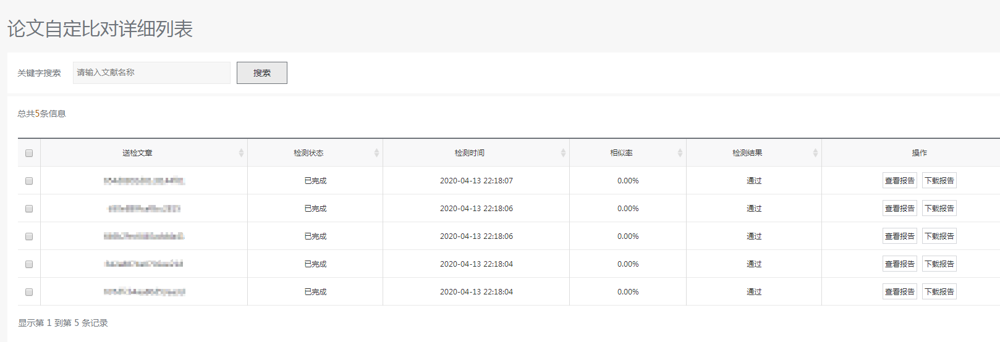 论文自定比对详细列表
关键字搜索 请输入文献名称 搜索
总共5条信息
送检文章 检测状态 检测时间 相似率 检测结果 操作
已完成 2020-04-13 22:18:07 0.00% 通过 查看报告 下载报告
已完成 2020-04-13 22:18:06 0.00% 通过 查看报告 下载报告
已完成 2020-04-13 22:18:06 0.00% 通过 查看报告 下载报告
已完成 2020-04-13 22:18:04 0.00% 通过 查看报告 下载报告
已完成 2020-04-13 22:18:04 0.00% 通过 查看报告 下载报告
显示第 1 到第 5 条记录